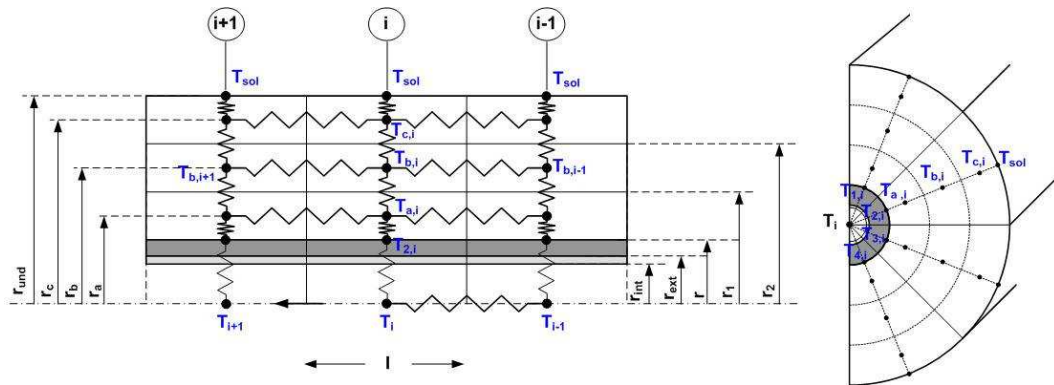 i+1 i i-1
T_sol T_sol T_sol
T_c,i
T_b,i+1 T_b,i T_b,i-1
T_a,i
T_2,i
r_und r_c r_b r_a r_int r_ext r r_1 r_2
T_i+1 T_i T_i-1
l
T_c,i T_sol
T_b,i
T_1,i T_a,i
T_2,i
T_i
T_3,i
T_4,i